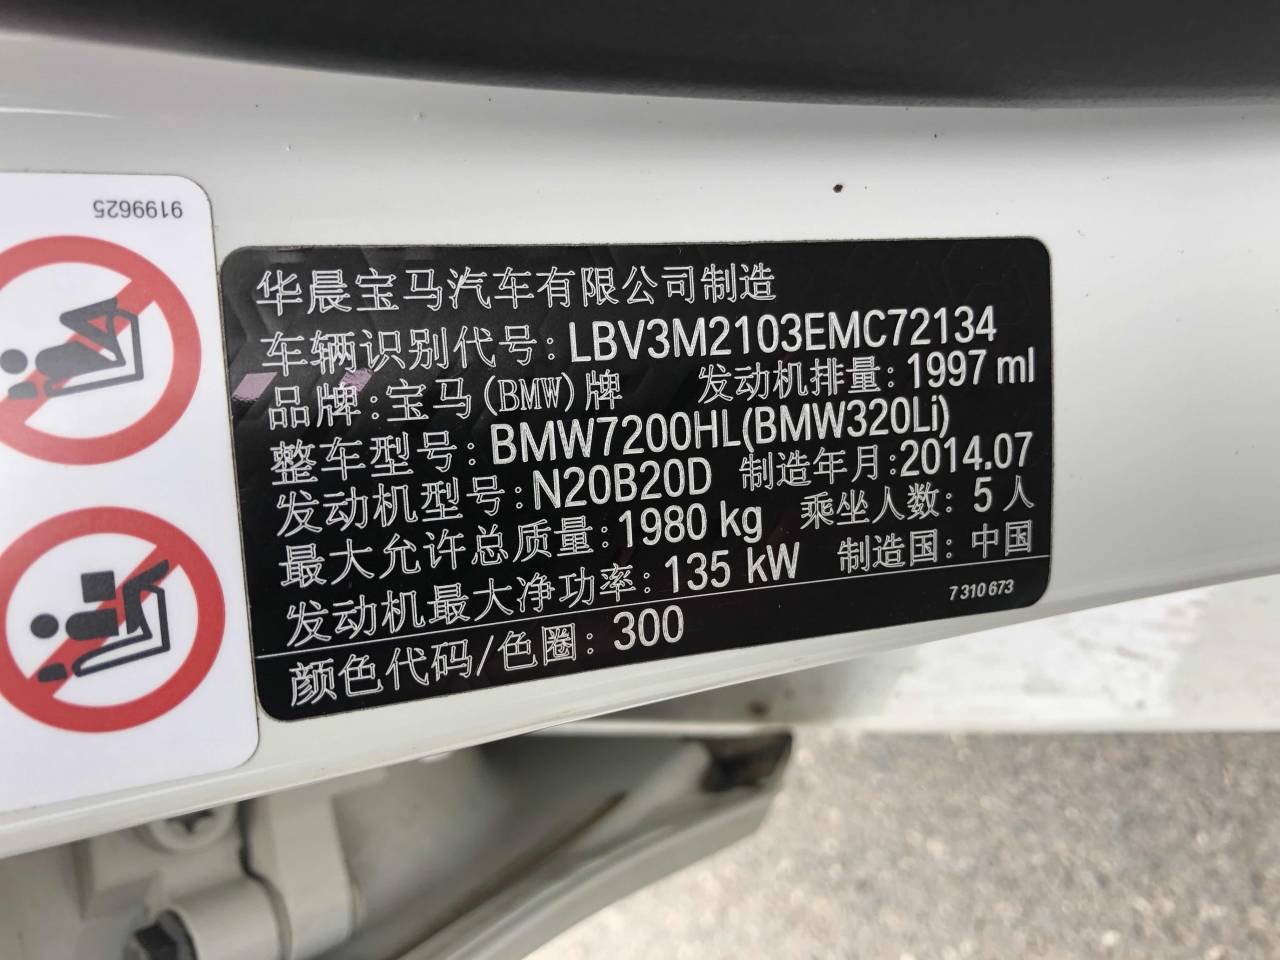 9199625
华晨宝马汽车有限公司制造
车辆识别代号: LBV3M2103EMC72134
品牌:宝马(BMW)牌 发动机排量: 1997 ml
整车型号: BMW7200HL(BMW320Li)
发动机型号: N20B20D 制造年月:2014.07
最大允许总质量: 1980 kg 乘坐人数: 5 人
发动机最大净功率: 135 kW 制造国: 中国
7 310 673
颜色代码/色圈: 300